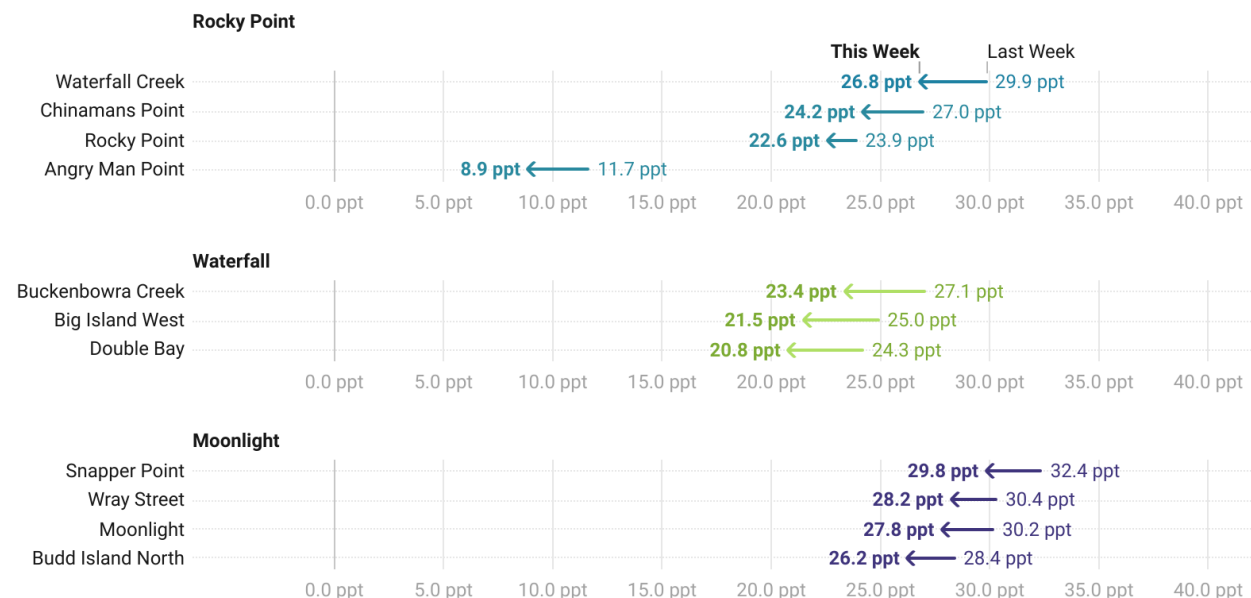 Rocky Point
This Week Last Week
Waterfall Creek 26.8 ppt 29.9 ppt
Chinamans Point 24.2 ppt 27.0 ppt
Rocky Point 22.6 ppt 23.9 ppt
Angry Man Point 8.9 ppt 11.7 ppt
0.0 ppt 5.0 ppt 10.0 ppt 15.0 ppt 20.0 ppt 25.0 ppt 30.0 ppt 35.0 ppt 40.0 ppt
Waterfall
Buckenbowra Creek 23.4 ppt 27.1 ppt
Big Island West 21.5 ppt 25.0 ppt
Double Bay 20.8 ppt 24.3 ppt
0.0 ppt 5.0 ppt 10.0 ppt 15.0 ppt 20.0 ppt 25.0 ppt 30.0 ppt 35.0 ppt 40.0 ppt
Moonlight
Snapper Point 29.8 ppt 32.4 ppt
Wray Street 28.2 ppt 30.4 ppt
Moonlight 27.8 ppt 30.2 ppt
Budd Island North 26.2 ppt 28.4 ppt
0.0 ppt 5.0 ppt 10.0 ppt 15.0 ppt 20.0 ppt 25.0 ppt 30.0 ppt 35.0 ppt 40.0 ppt